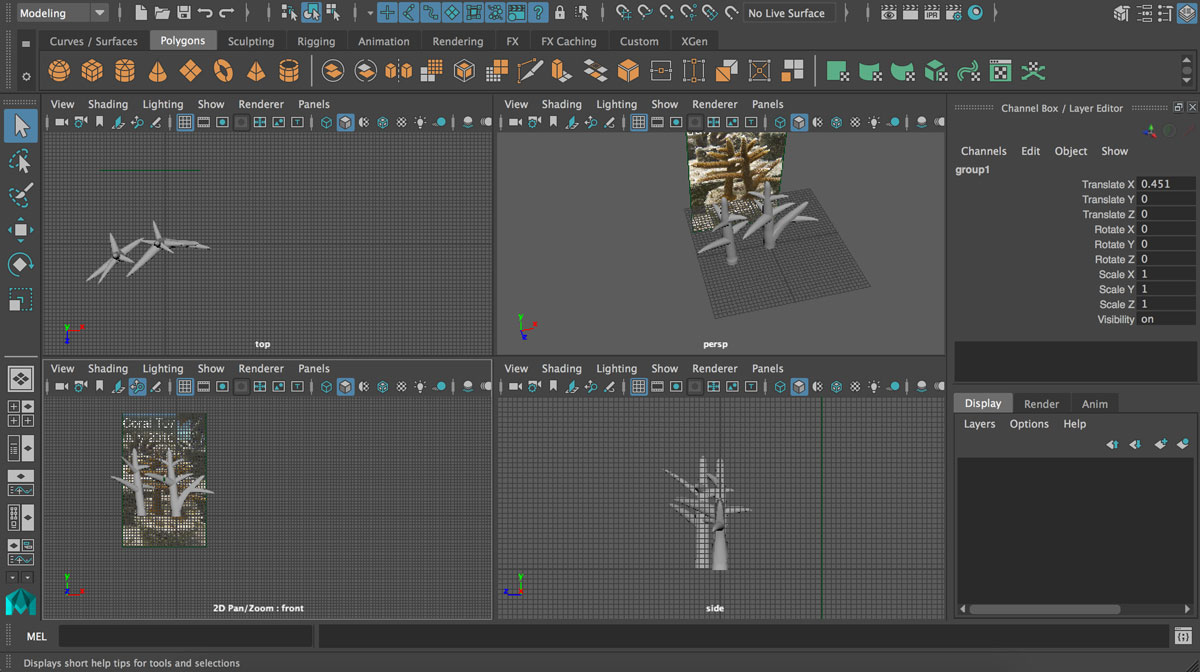 Modeling
No Live Surface
Curves / Surfaces Polygons Sculpting Rigging Animation Rendering FX FX Caching Custom XGen
View Shading Lighting Show Renderer Panels
View Shading Lighting Show Renderer Panels
Channel Box / Layer Editor
Channels Edit Object Show
group1
Translate X 0.451
Translate Y 0
Translate Z 0
Rotate X 0
Rotate Y 0
Rotate Z 0
Scale X 1
Scale Y 1
Scale Z 1
Visibility on
y x z
top
y x z
persp
View Shading Lighting Show Renderer Panels
View Shading Lighting Show Renderer Panels
Coral
July
y x z
2D Pan/Zoom : front
y z
side
Display Render Anim
Layers Options Help
MEL
Displays short help tips for tools and selections